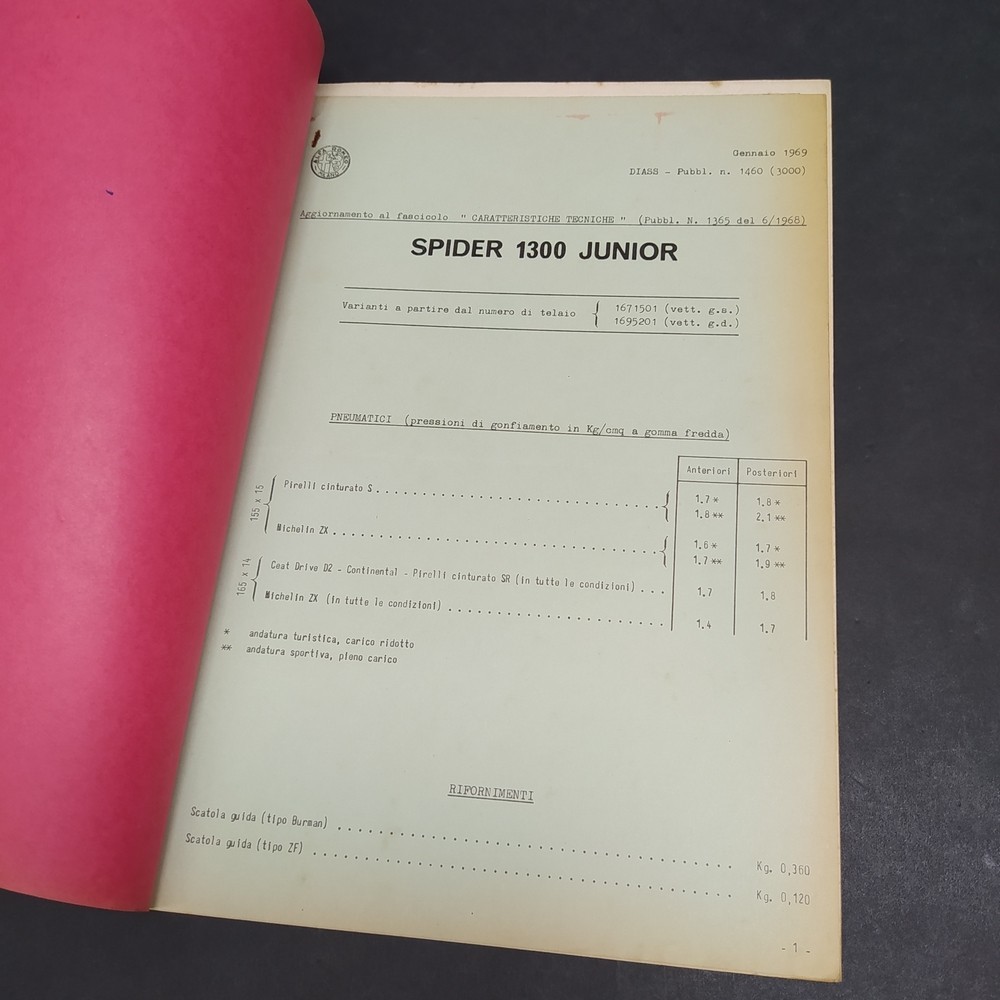 ALFA ROMEO MILANO
Gennaio 1969
DIASS - Pubbl. n. 1460 (3000)
Aggiornamento al fascicolo " CARATTERISTICHE TECNICHE " (Pubbl. N. 1365 del 6/1968)
SPIDER 1300 JUNIOR
Varianti a partire dal numero di telaio { 1671501 (vett. g.s.)
1695201 (vett. g.d.)
PNEUMATICI (pressioni di gonfiamento in Kg/cmq a gomma fredda)
Anteriori Posteriori
155 x 15
Pirelli cinturato S 1.7 * 1.8 *
1.8 ** 2.1 **
Michelin ZX 1.6 * 1.7 *
1.7 ** 1.9 **
165 x 14
Ceat Drive D2 - Continental - Pirelli cinturato SR (in tutte le condizioni) 1.7 1.8
Michelin ZX (in tutte le condizioni) 1.4 1.7
* andatura turistica, carico ridotto
** andatura sportiva, pieno carico
RIFORNIMENTI
Scatola guida (tipo Burman) Kg. 0,360
Scatola guida (tipo ZF) Kg. 0,120
- 1 -